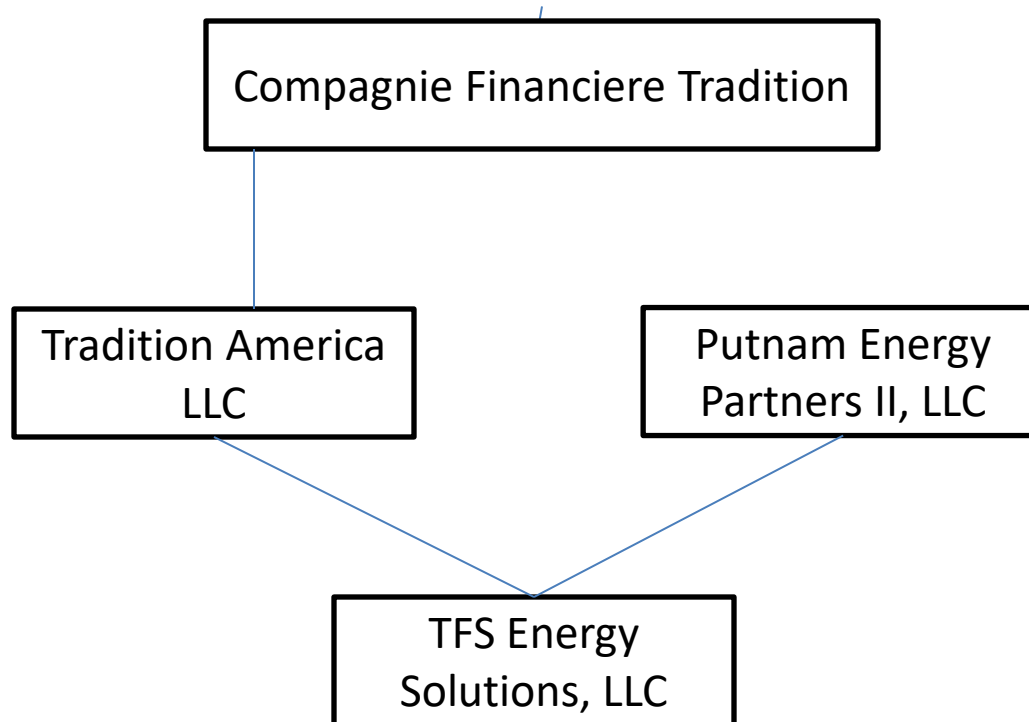 Compagnie Financiere Tradition
Tradition America
LLC
Putnam Energy
Partners II, LLC
TFS Energy
Solutions, LLC